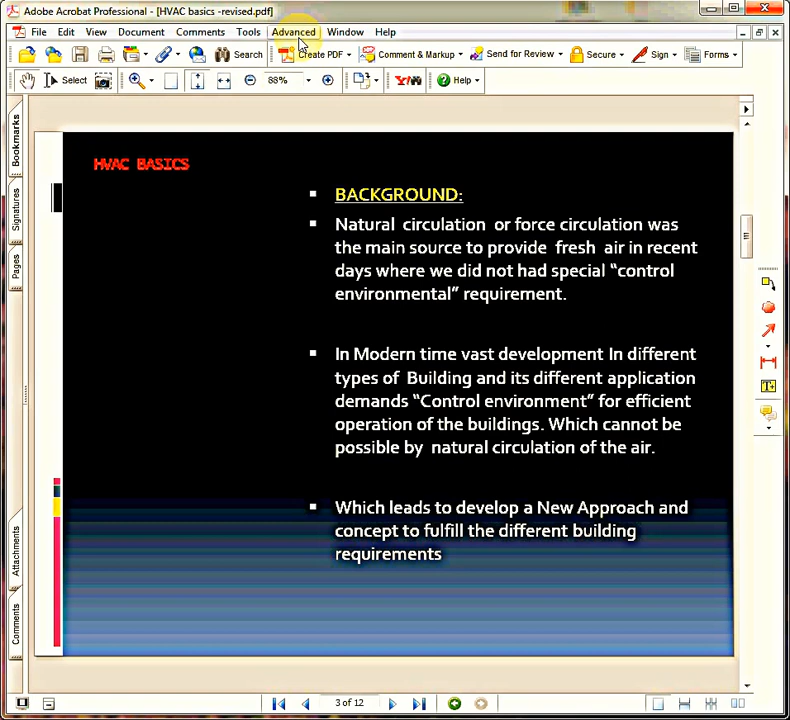 Adobe Acrobat Professional - [HVAC basics -revised.pdf]
File Edit View Document Comments Tools Advanced Window Help
Search Create PDF Comment & Markup Send for Review Secure Sign Forms
Select 88% Y! Help
Bookmarks
Signatures
Pages
Attachments
Comments
HVAC BASICS
BACKGROUND:
Natural circulation or force circulation was
the main source to provide fresh air in recent
days where we did not had special “control
environmental” requirement.
In Modern time vast development In different
types of Building and its different application
demands “Control environment” for efficient
operation of the buildings. Which cannot be
possible by natural circulation of the air.
Which leads to develop a New Approach and
concept to fulfill the different building
requirements
3 of 12